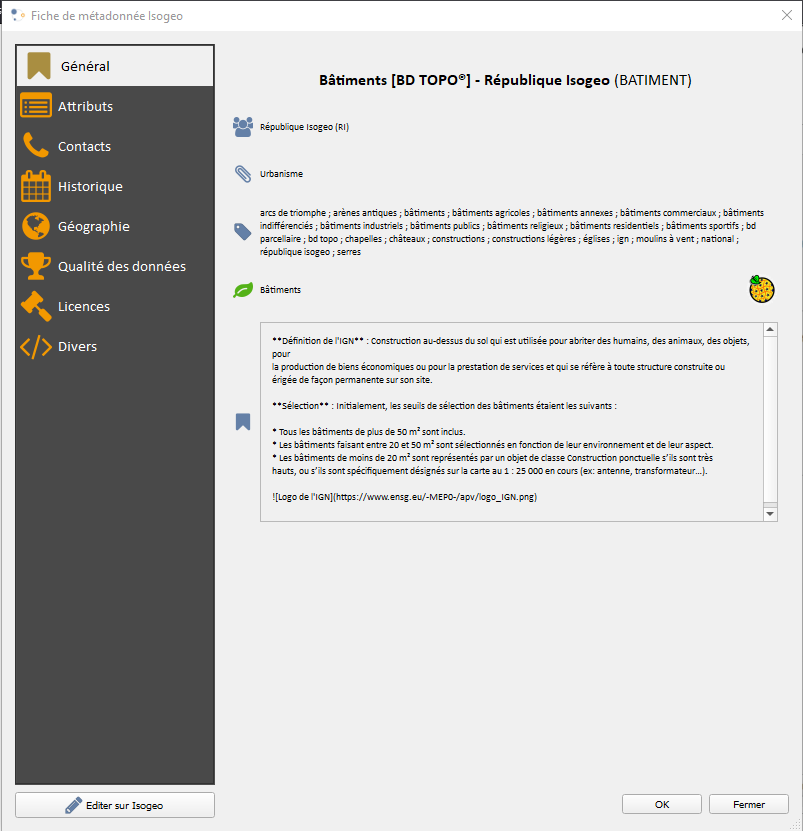 Fiche de métadonnée Isogeo
Général
Attributs
Contacts
Historique
Géographie
Qualité des données
Licences
Divers
Editer sur Isogeo
Bâtiments [BD TOPO®] - République Isogeo (BATIMENT)
République Isogeo (RI)
Urbanisme
arcs de triomphe ; arènes antiques ; bâtiments ; bâtiments agricoles ; bâtiments annexes ; bâtiments commerciaux ; bâtiments
indifférenciés ; bâtiments industriels ; bâtiments publics ; bâtiments religieux ; bâtiments residentiels ; bâtiments sportifs ; bd
parcellaire ; bd topo ; chapelles ; châteaux ; constructions ; constructions légères ; églises ; ign ; moulins à vent ; national ;
république isogeo ; serres
Bâtiments
**Définition de l'IGN** : Construction au-dessus du sol qui est utilisée pour abriter des humains, des animaux, des objets,
pour
la production de biens économiques ou pour la prestation de services et qui se réfère à toute structure construite ou
érigée de façon permanente sur son site.
**Sélection** : Initialement, les seuils de sélection des bâtiments étaient les suivants :
* Tous les bâtiments de plus de 50 m² sont inclus.
* Les bâtiments faisant entre 20 et 50 m² sont sélectionnés en fonction de leur environnement et de leur aspect.
* Les bâtiments de moins de 20 m² sont représentés par un objet de classe Construction ponctuelle s’ils sont très
hauts, ou s’ils sont spécifiquement désignés sur la carte au 1 : 25 000 en cours (ex: antenne, transformateur…).
![Logo de l'IGN](https://www.ensg.eu/-MEP0-/apv/logo_IGN.png)
OK
Fermer